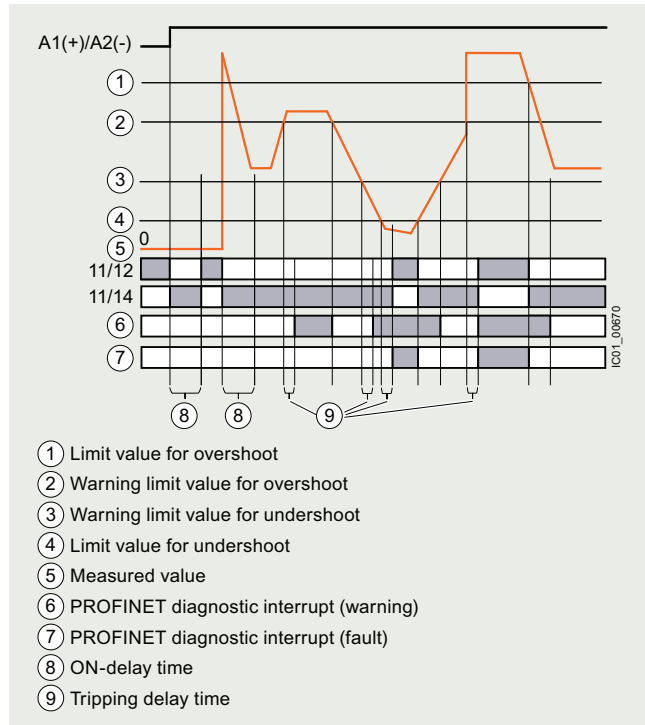 A1(+)/A2(-)
1
2
3
4
5 0
11/12
11/14
6
7
IC01_00670
8 8 9
1 Limit value for overshoot
2 Warning limit value for overshoot
3 Warning limit value for undershoot
4 Limit value for undershoot
5 Measured value
6 PROFINET diagnostic interrupt (warning)
7 PROFINET diagnostic interrupt (fault)
8 ON-delay time
9 Tripping delay time